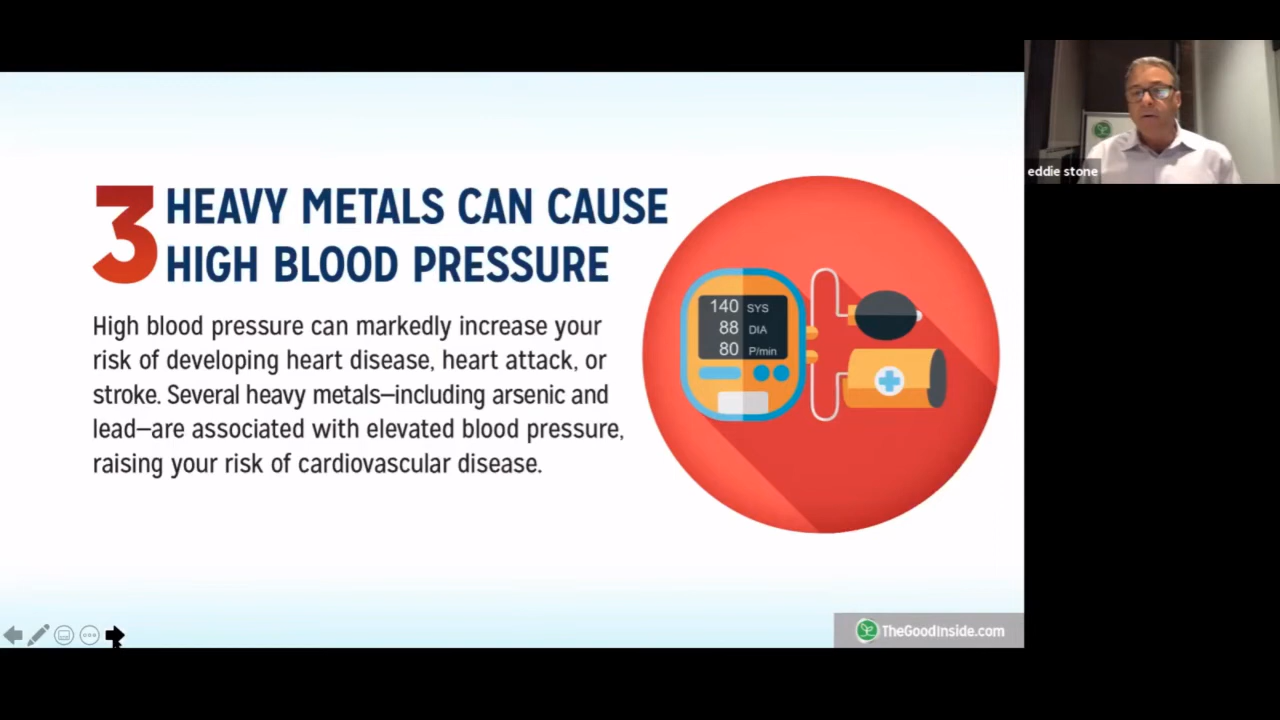 3 HEAVY METALS CAN CAUSE
HIGH BLOOD PRESSURE
High blood pressure can markedly increase your
risk of developing heart disease, heart attack, or
stroke. Several heavy metals—including arsenic and
lead—are associated with elevated blood pressure,
raising your risk of cardiovascular disease.
140 SYS
88 DIA
80 P/min
TheGoodInside.com
eddie stone